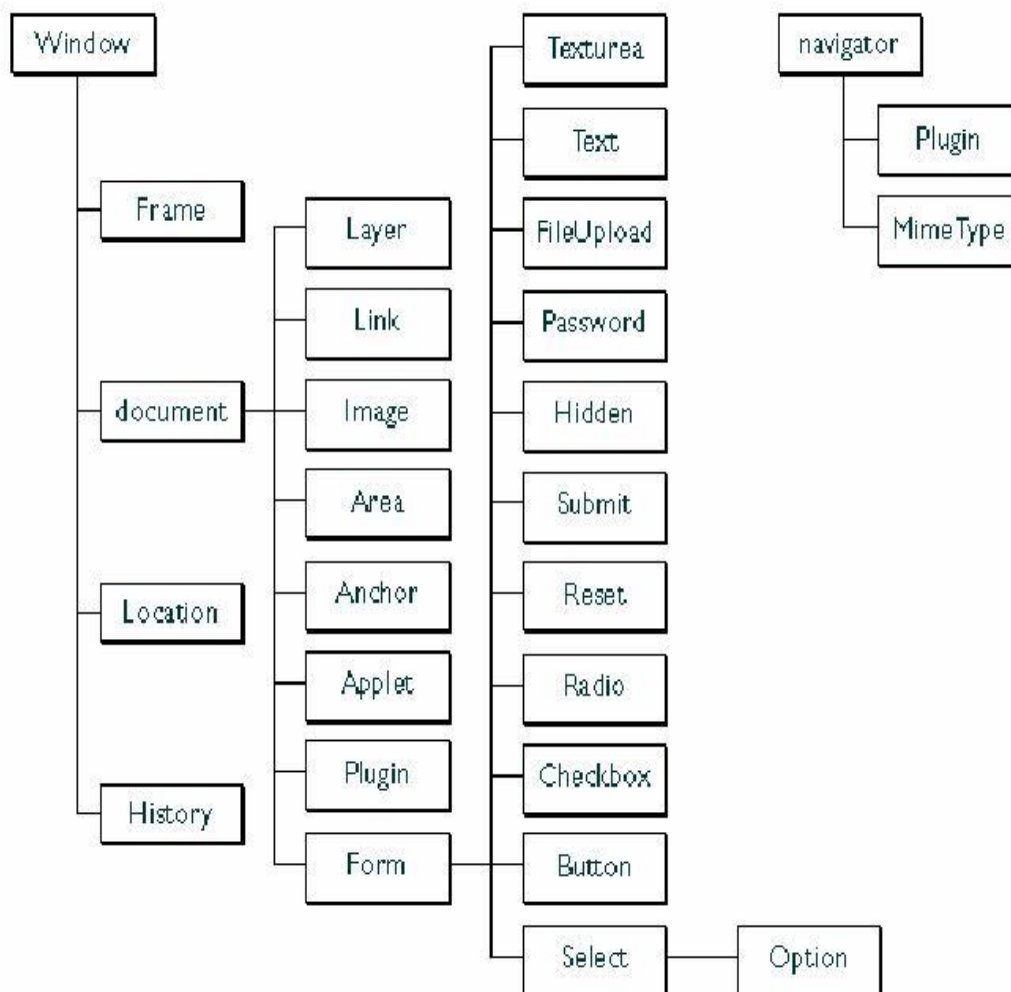 Window
Frame
document
Location
History
Layer
Link
Image
Area
Anchor
Applet
Plugin
Form
Texturea
Text
FileUpload
Password
Hidden
Submit
Reset
Radio
Checkbox
Button
Select
Option
navigator
Plugin
MimeType